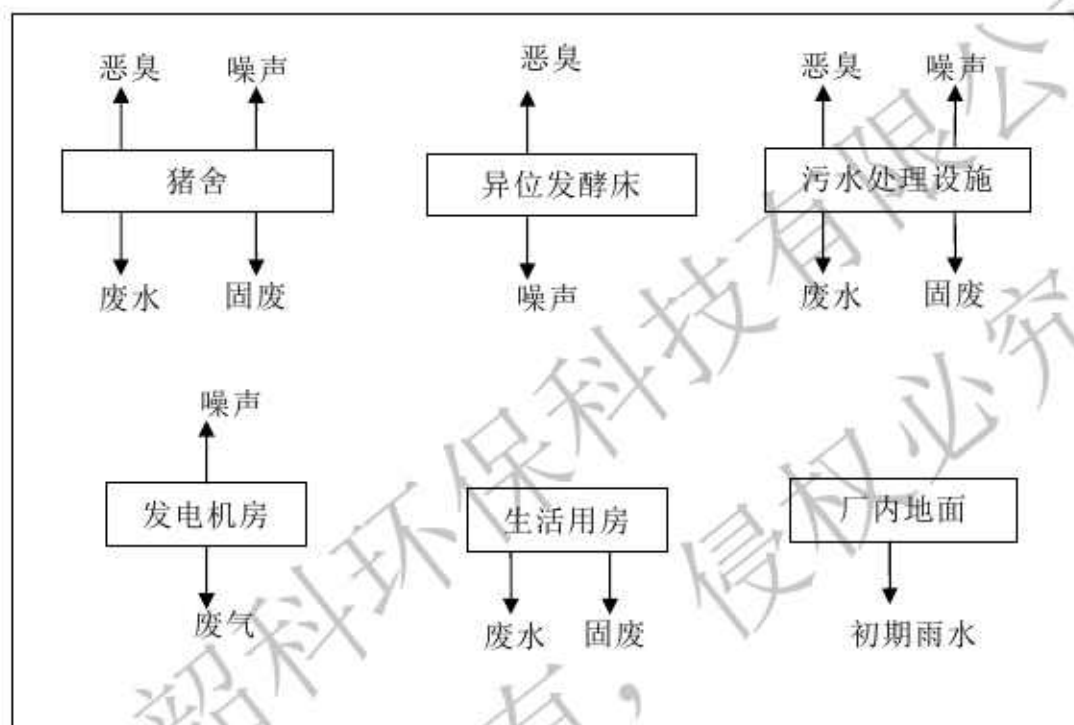 恶臭 噪声 恶臭 恶臭 噪声
猪舍 异位发酵床 污水处理设施
废水 固废 噪声 废水 固废
噪声
发电机房 生活用房 厂内地面
废气 废水 固废 初期雨水
韶科环保科技有限公
有，侵权必究